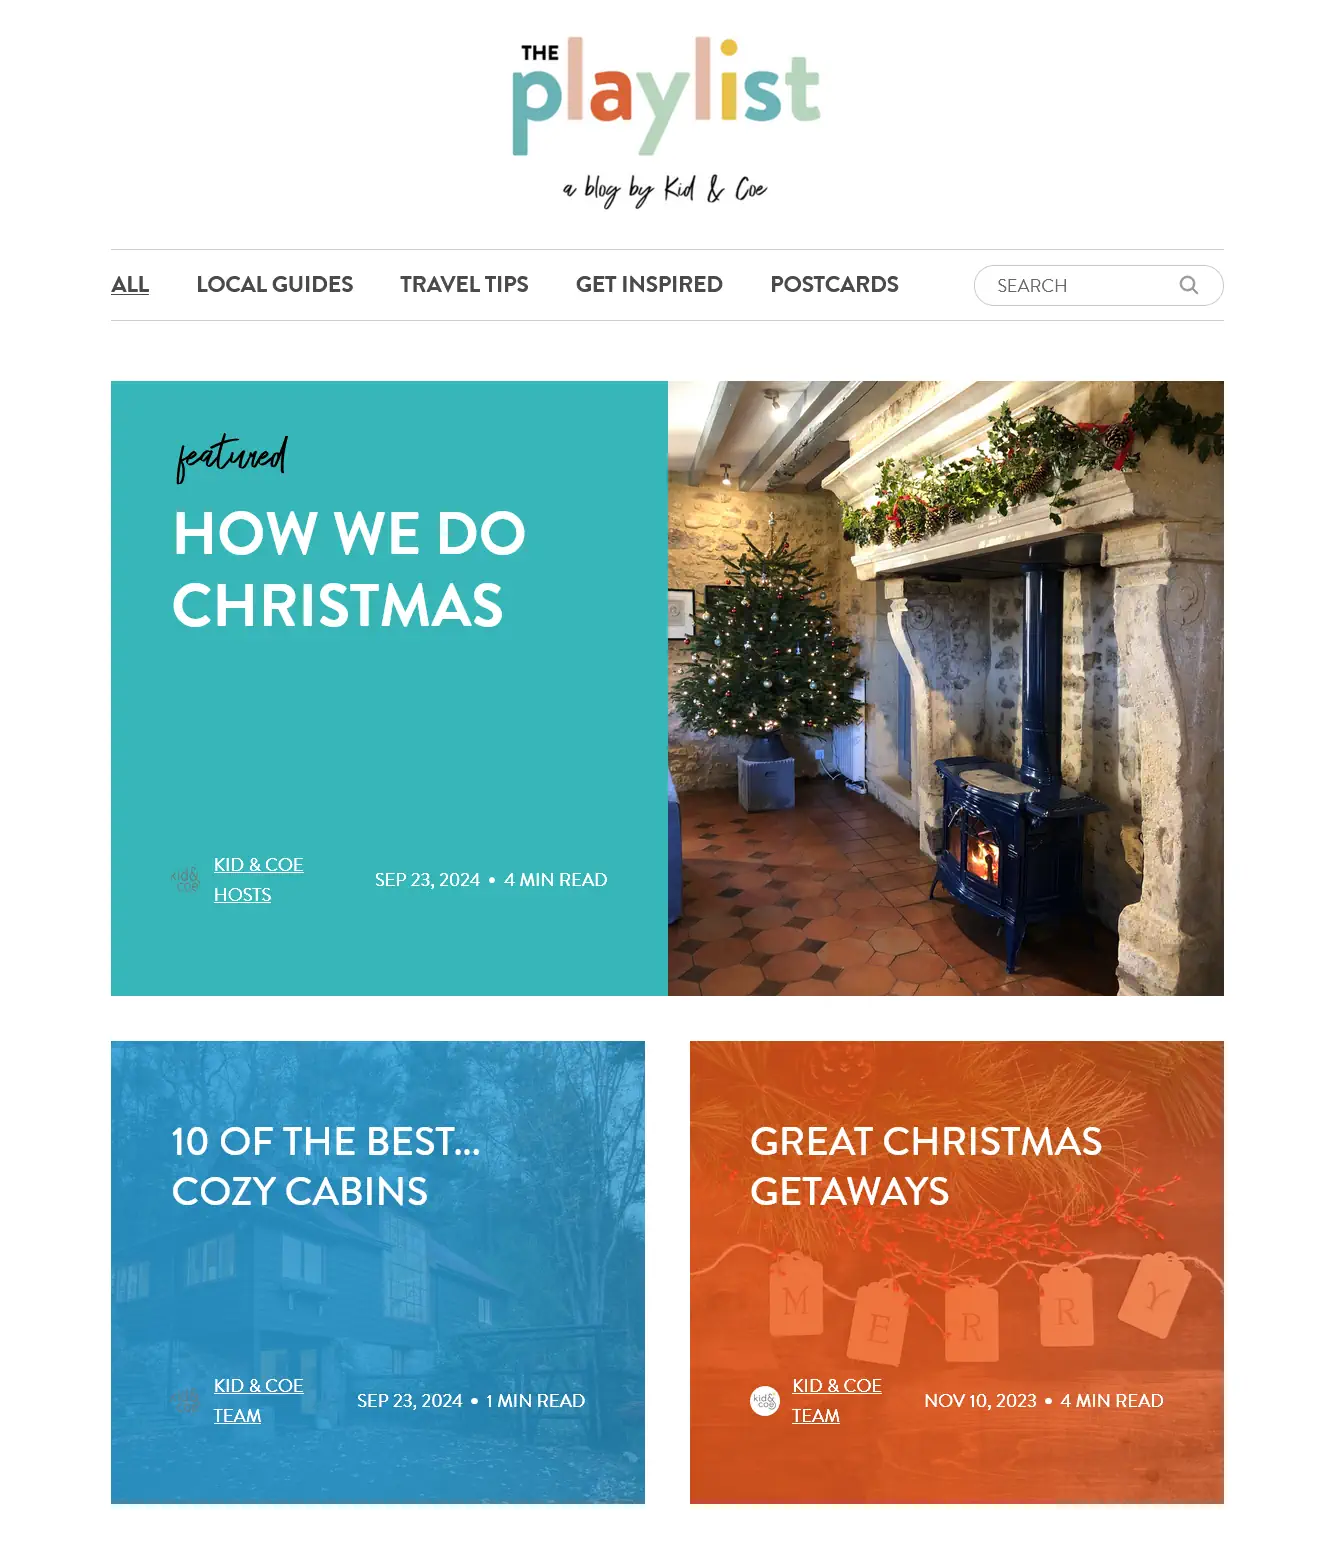 THE
playlist
a blog by Kid & Coe
ALL LOCAL GUIDES TRAVEL TIPS GET INSPIRED POSTCARDS SEARCH
featured
HOW WE DO
CHRISTMAS
kid&
coe
KID & COE
HOSTS
SEP 23, 2024 • 4 MIN READ
10 OF THE BEST...
COZY CABINS
KID & COE
TEAM
SEP 23, 2024 • 1 MIN READ
GREAT CHRISTMAS
GETAWAYS
MERRY
kid&
coe
KID & COE
TEAM
NOV 10, 2023 • 4 MIN READ